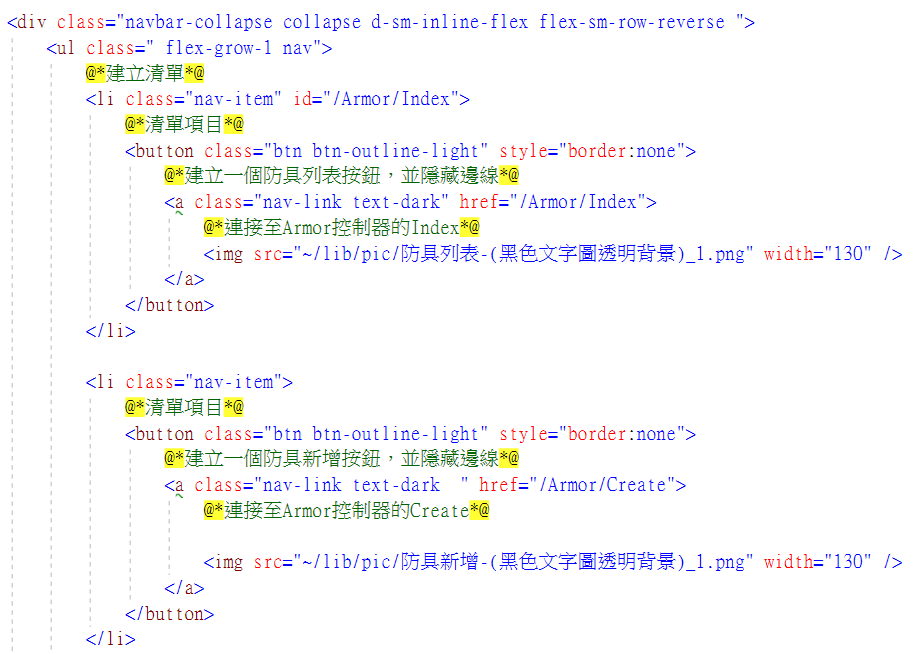 <div class="navbar-collapse collapse d-sm-inline-flex flex-sm-row-reverse ">
<ul class=" flex-grow-1 nav">
@*建立清單*@
<li class="nav-item" id="/Armor/Index">
@*清單項目*@
<button class="btn btn-outline-light" style="border:none">
@*建立一個防具列表按鈕，並隱藏邊線*@
<a class="nav-link text-dark" href="/Armor/Index">
@*連接至Armor控制器的Index*@
<img src="~/lib/pic/防具列表-(黑色文字圖透明背景)_1.png" width="130" />
</a>
</button>
</li>
<li class="nav-item">
@*清單項目*@
<button class="btn btn-outline-light" style="border:none">
@*建立一個防具新增按鈕，並隱藏邊線*@
<a class="nav-link text-dark  " href="/Armor/Create">
@*連接至Armor控制器的Create*@
<img src="~/lib/pic/防具新增-(黑色文字圖透明背景)_1.png" width="130" />
</a>
</button>
</li>